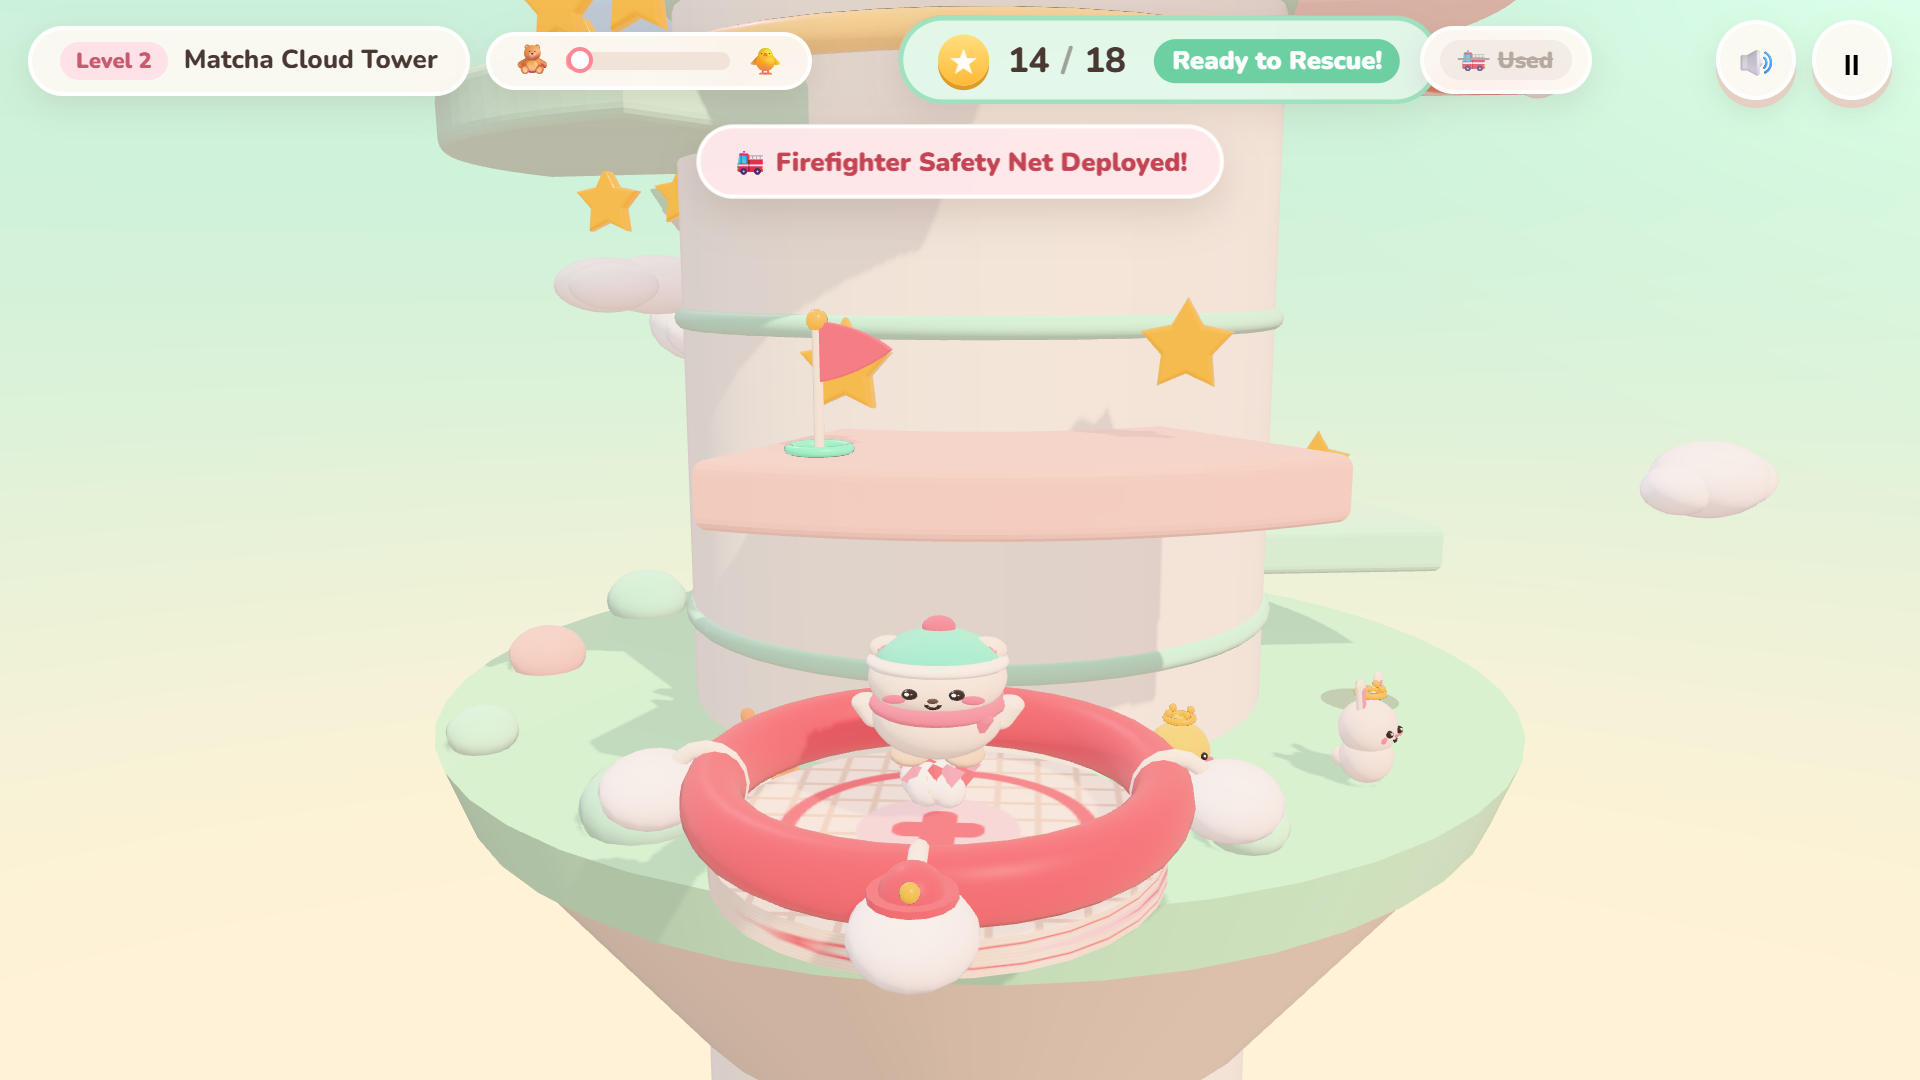 Level 2 Matcha Cloud Tower
14 / 18 Ready to Rescue! Used
Firefighter Safety Net Deployed!